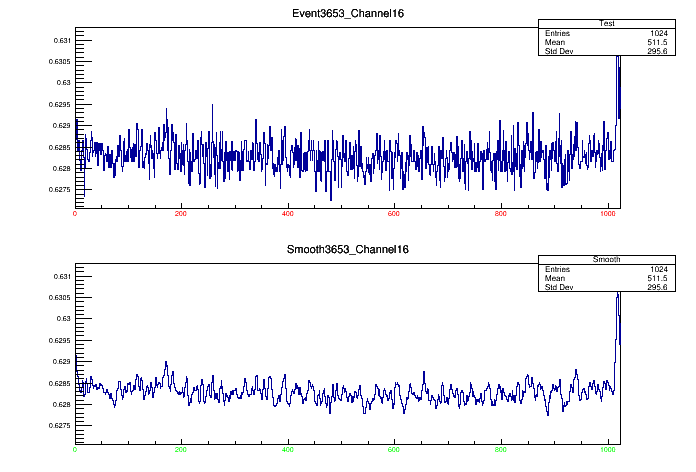 Event3653_Channel16
Test
Entries 1024
Mean 511.5
Std Dev 295.6
0.631
0.6305
0.63
0.6295
0.629
0.6285
0.628
0.6275
0 200 400 600 800 1000
Smooth3653_Channel16
Smooth
Entries 1024
Mean 511.5
Std Dev 295.6
0.631
0.6305
0.63
0.6295
0.629
0.6285
0.628
0.6275
0 200 400 600 800 1000